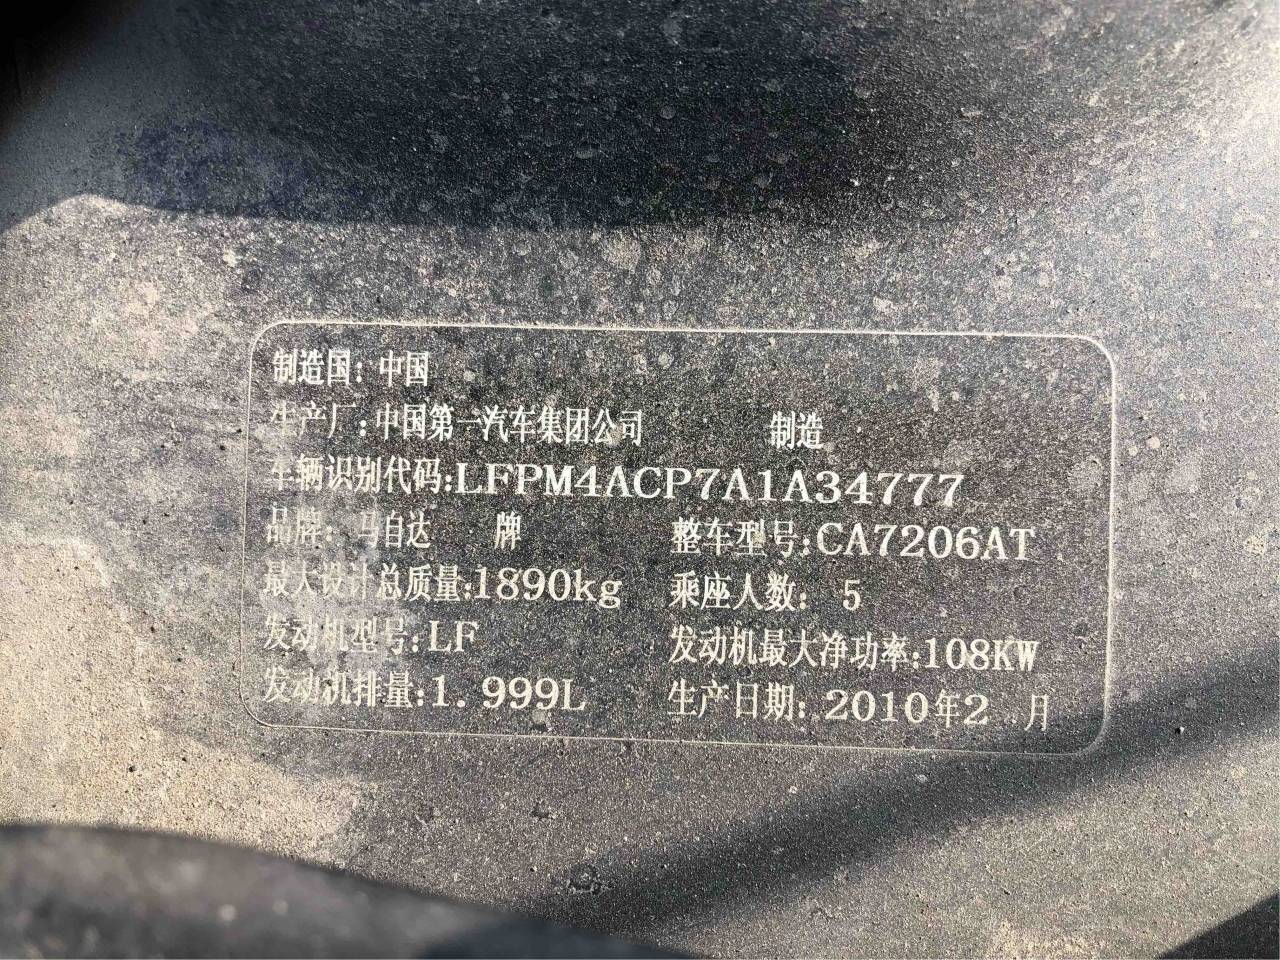 制造国: 中国
生产厂:中国第一汽车集团公司 制造
车辆识别代码:LFPM4ACP7A1A34777
品牌: 马自达 牌 整车型号:CA7206AT
最大设计总质量:1890kg 乘座人数: 5
发动机型号:LF 发动机最大净功率:108KW
发动机排量:1.999L 生产日期: 2010年2 月